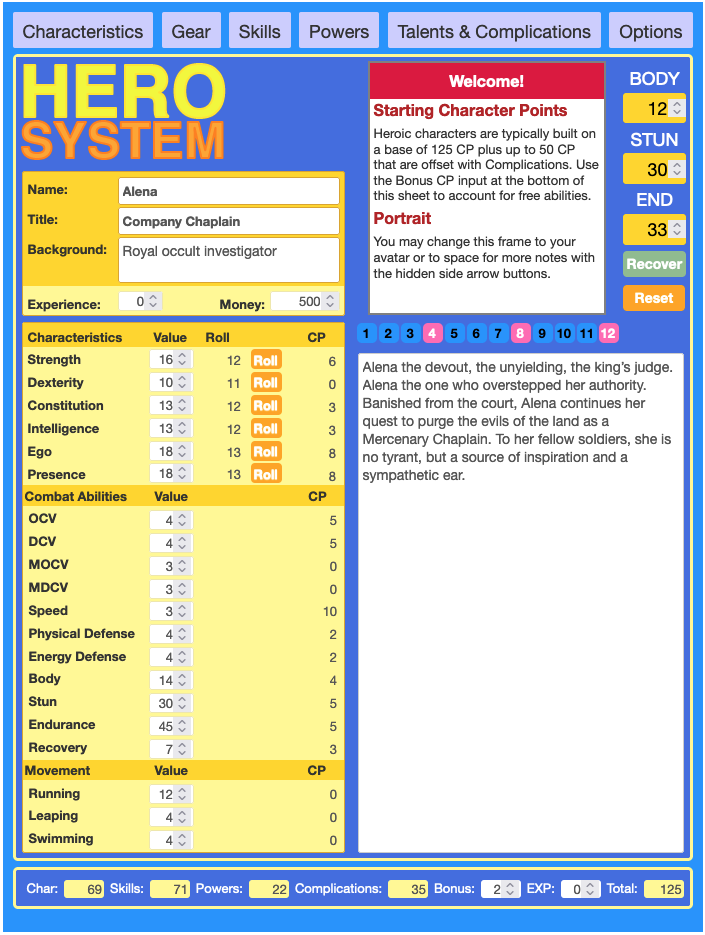 Characteristics Gear Skills Powers Talents & Complications Options
HERO
SYSTEM
Name: Alena
Title: Company Chaplain
Background: Royal occult investigator
Experience: 0 Money: 500
Welcome!
Starting Character Points
Heroic characters are typically built on
a base of 125 CP plus up to 50 CP
that are offset with Complications. Use
the Bonus CP input at the bottom of
this sheet to account for free abilities.
Portrait
You may change this frame to your
avatar or to space for more notes with
the hidden side arrow buttons.
BODY
12
STUN
30
END
33
Recover
Reset
Characteristics Value Roll CP
Strength 16 12 Roll 6
Dexterity 10 11 Roll 0
Constitution 13 12 Roll 3
Intelligence 13 12 Roll 3
Ego 18 13 Roll 8
Presence 18 13 Roll 8
Combat Abilities Value CP
OCV 4 5
DCV 4 5
MOCV 3 0
MDCV 3 0
Speed 3 10
Physical Defense 4 2
Energy Defense 4 2
Body 14 4
Stun 30 5
Endurance 45 5
Recovery 7 3
Movement Value CP
Running 12 0
Leaping 4 0
Swimming 4 0
1 2 3 4 5 6 7 8 9 10 11 12
Alena the devout, the unyielding, the king's judge.
Alena the one who overstepped her authority.
Banished from the court, Alena continues her
quest to purge the evils of the land as a
Mercenary Chaplain. To her fellow soldiers, she is
no tyrant, but a source of inspiration and a
sympathetic ear.
Char: 69 Skills: 71 Powers: 22 Complications: 35 Bonus: 2 EXP: 0 Total: 125